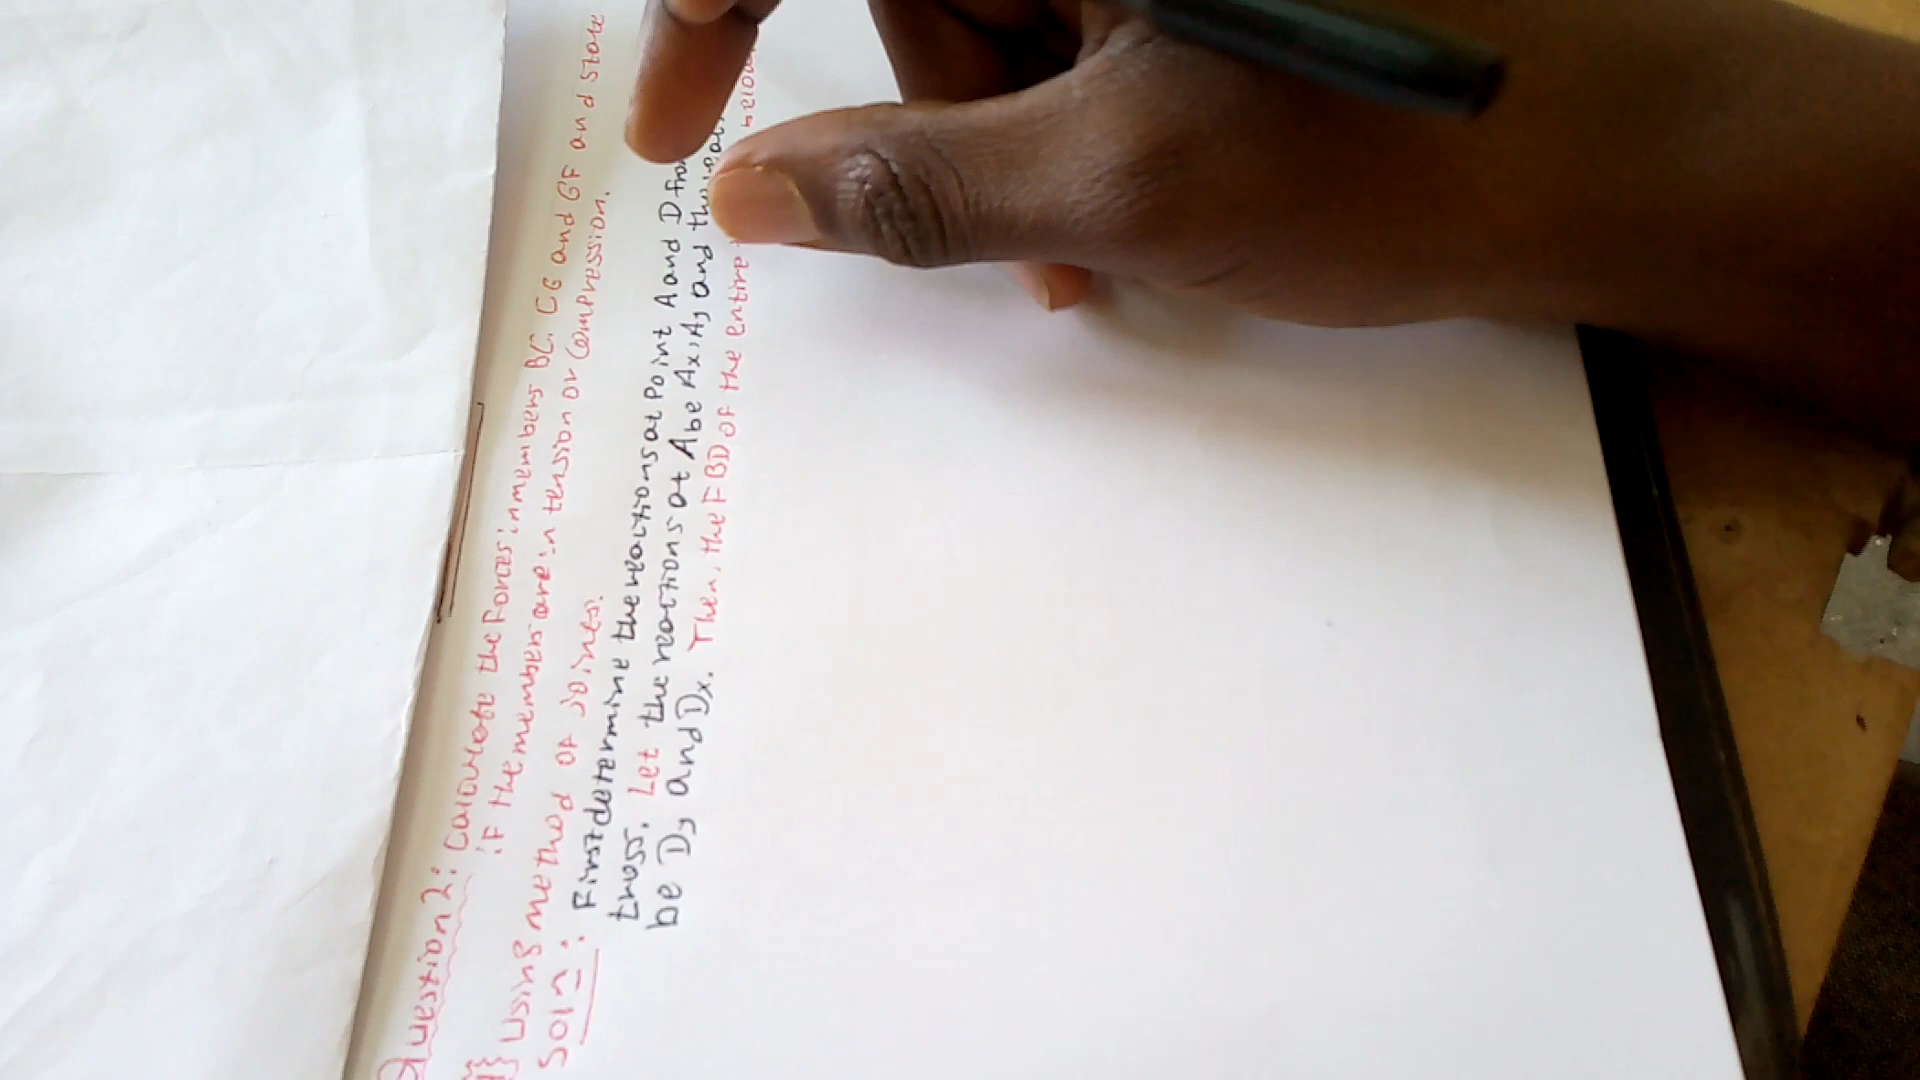 Question 2: Calculate the forces in members BC, CG and GF and state
if the members are in tension or compression.
Using method of joints.
Soln: First determine the reactions at Point A and D from
truss. Let the reactions at A be Ax, Ay and
be Dy and Dx. Then, the FBD of the entire